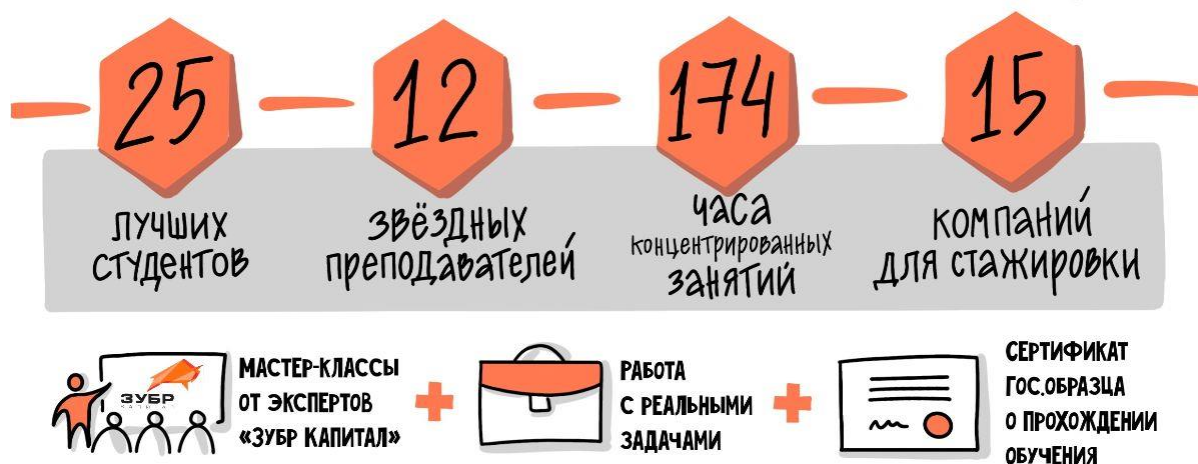 25
12
174
15
ЛУЧШИХ
СТУДЕНТОВ
ЗВЁЗДНЫХ
ПРЕПОДАВАТЕЛЕЙ
ЧАСА
КОНЦЕНТРИРОВАННЫХ
ЗАНЯТИЙ
КОМПАНИЙ
ДЛЯ СТАЖИРОВКИ
ЗУБР
КАПИТАЛ
МАСТЕР-КЛАССЫ
ОТ ЭКСПЕРТОВ
«ЗУБР КАПИТАЛ»
+
РАБОТА
С РЕАЛЬНЫМИ
ЗАДАЧАМИ
+
СЕРТИФИКАТ
ГОС.ОБРАЗЦА
О ПРОХОЖДЕНИИ
ОБУЧЕНИЯ